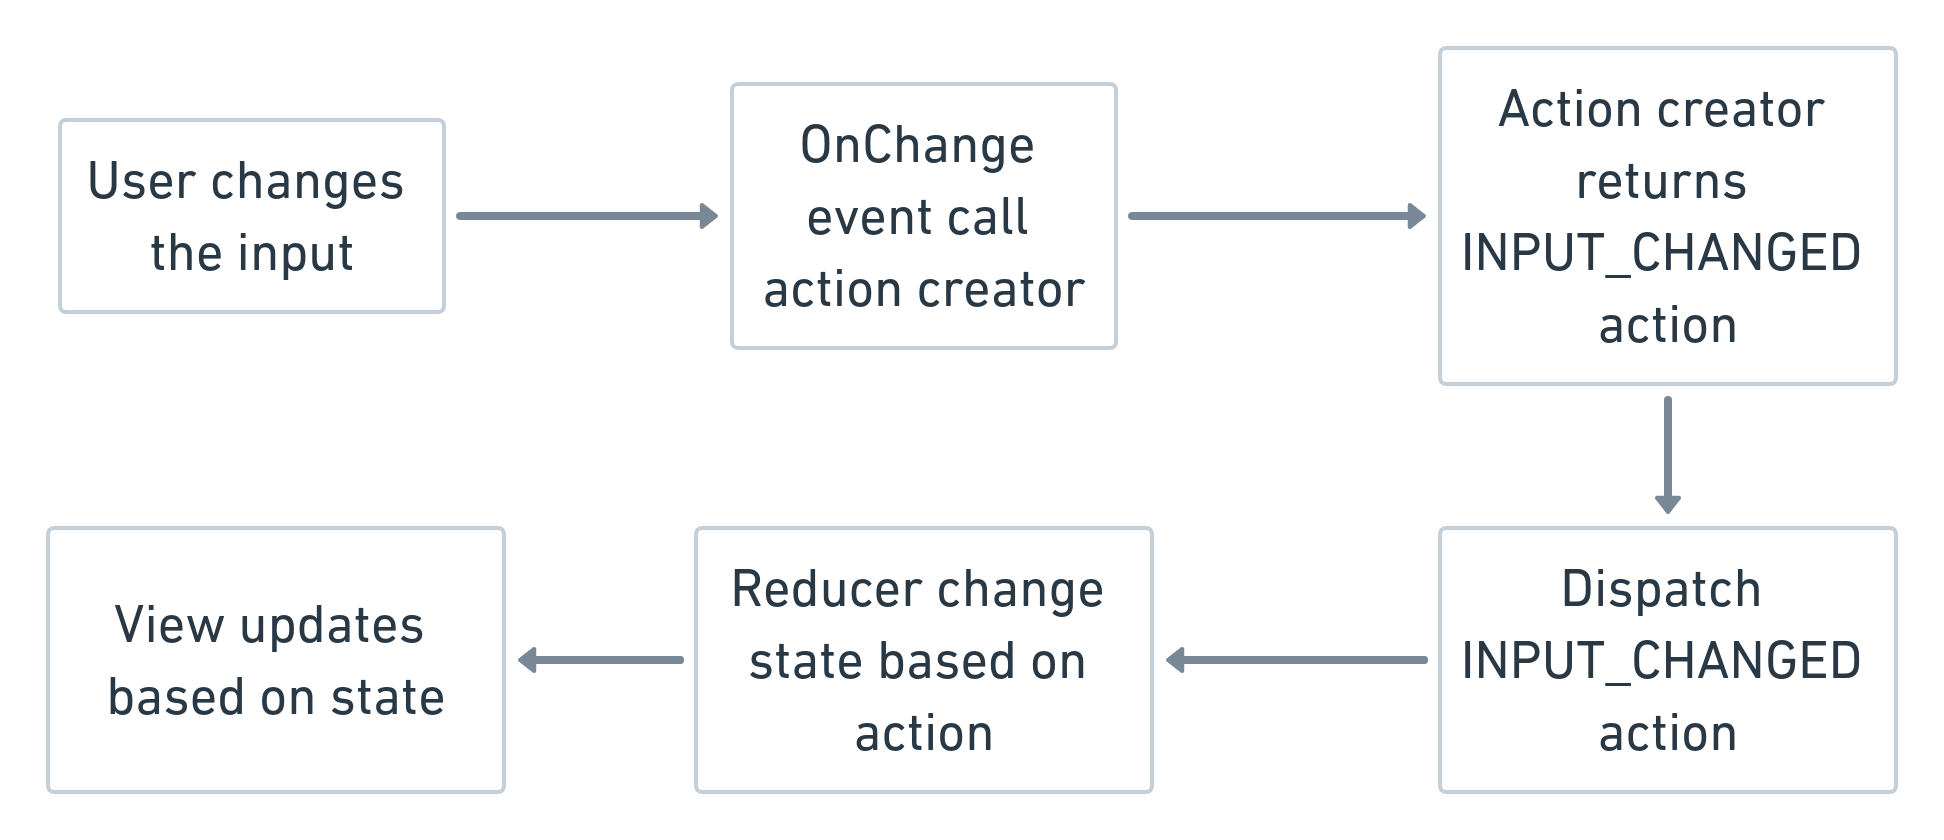 User changes
the input
OnChange
event call
action creator
Action creator
returns
INPUT_CHANGED
action
Dispatch
INPUT_CHANGED
action
Reducer change
state based on
action
View updates
based on state